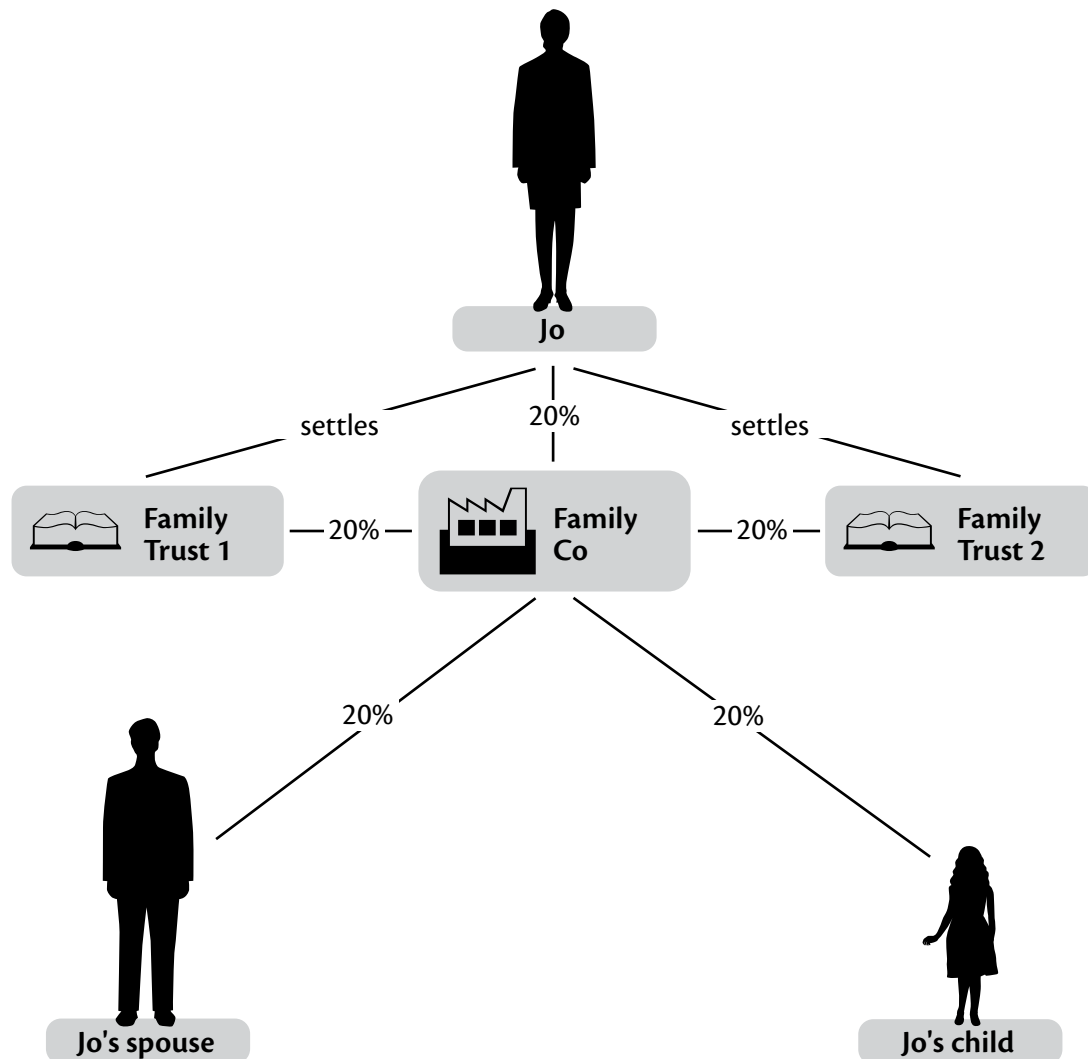 Jo
settles
20%
settles
Family
Trust 1
20%
Family
Co
20%
Family
Trust 2
20%
20%
Jo's spouse
Jo's child